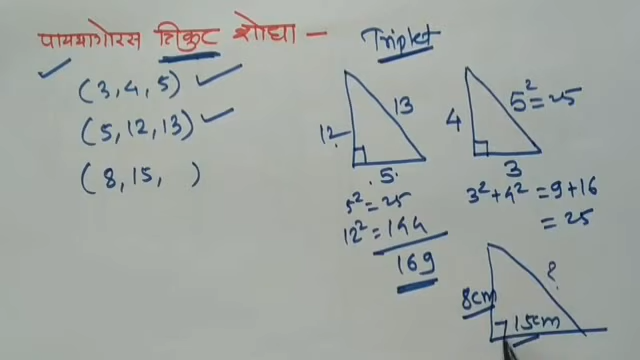 पायथागोरस त्रिकुट शोधा –
Triplet
(3, 4, 5)
(5, 12, 13)
(8, 15, )
12
13
5
5² = 25
12² = 144
169
4
5² = 25
3
3² + 4² = 9 + 16
= 25
8cm
?
15cm